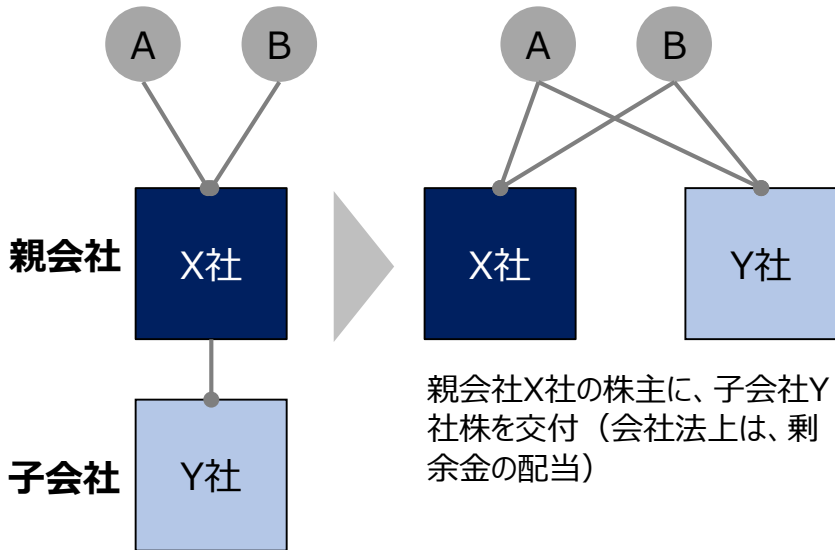 A
B
A
B
親会社
X社
X社
Y社
親会社X社の株主に、子会社Y
社株を交付（会社法上は、剰
余金の配当）
子会社
Y社